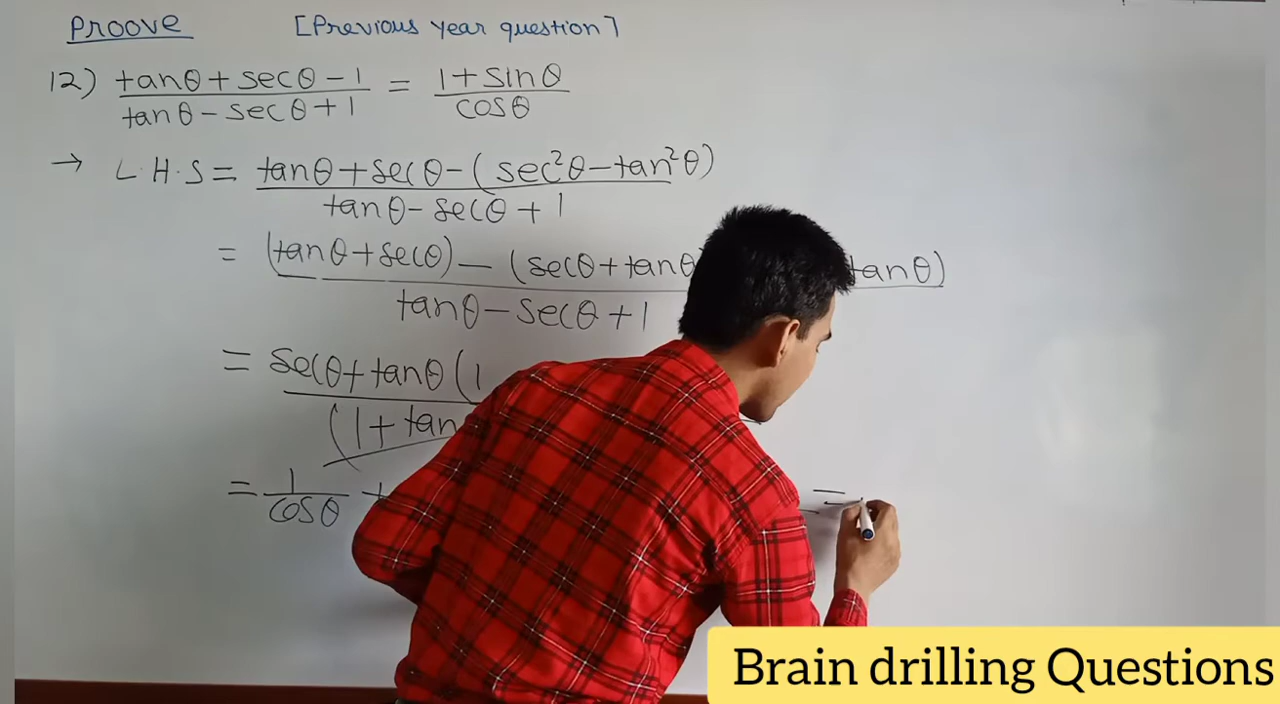 Proove [Previous year question]
12) tanθ + secθ - 1 / tanθ - secθ + 1 = 1 + sinθ / cosθ
→ L.H.S = tanθ + secθ - (sec²θ - tan²θ) / tanθ - secθ + 1
= (tanθ + secθ) - (secθ + tanθ tanθ) / tanθ - secθ + 1
= secθ + tanθ (1 / (1 + tan
= 1 / cosθ + =
Brain drilling Questions